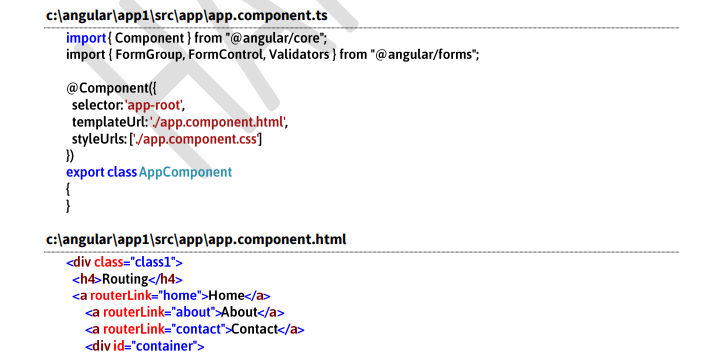 c:\angular\app1\src\app\app.component.ts
import { Component } from "@angular/core";
import { FormGroup, FormControl, Validators } from "@angular/forms";
@Component({
selector: 'app-root',
templateUrl: './app.component.html',
styleUrls: ['./app.component.css']
})
export class AppComponent
{
}
c:\angular\app1\src\app\app.component.html
<div class="class1">
<h4>Routing</h4>
<a routerLink="home">Home</a>
<a routerLink="about">About</a>
<a routerLink="contact">Contact</a>
<div id="container">